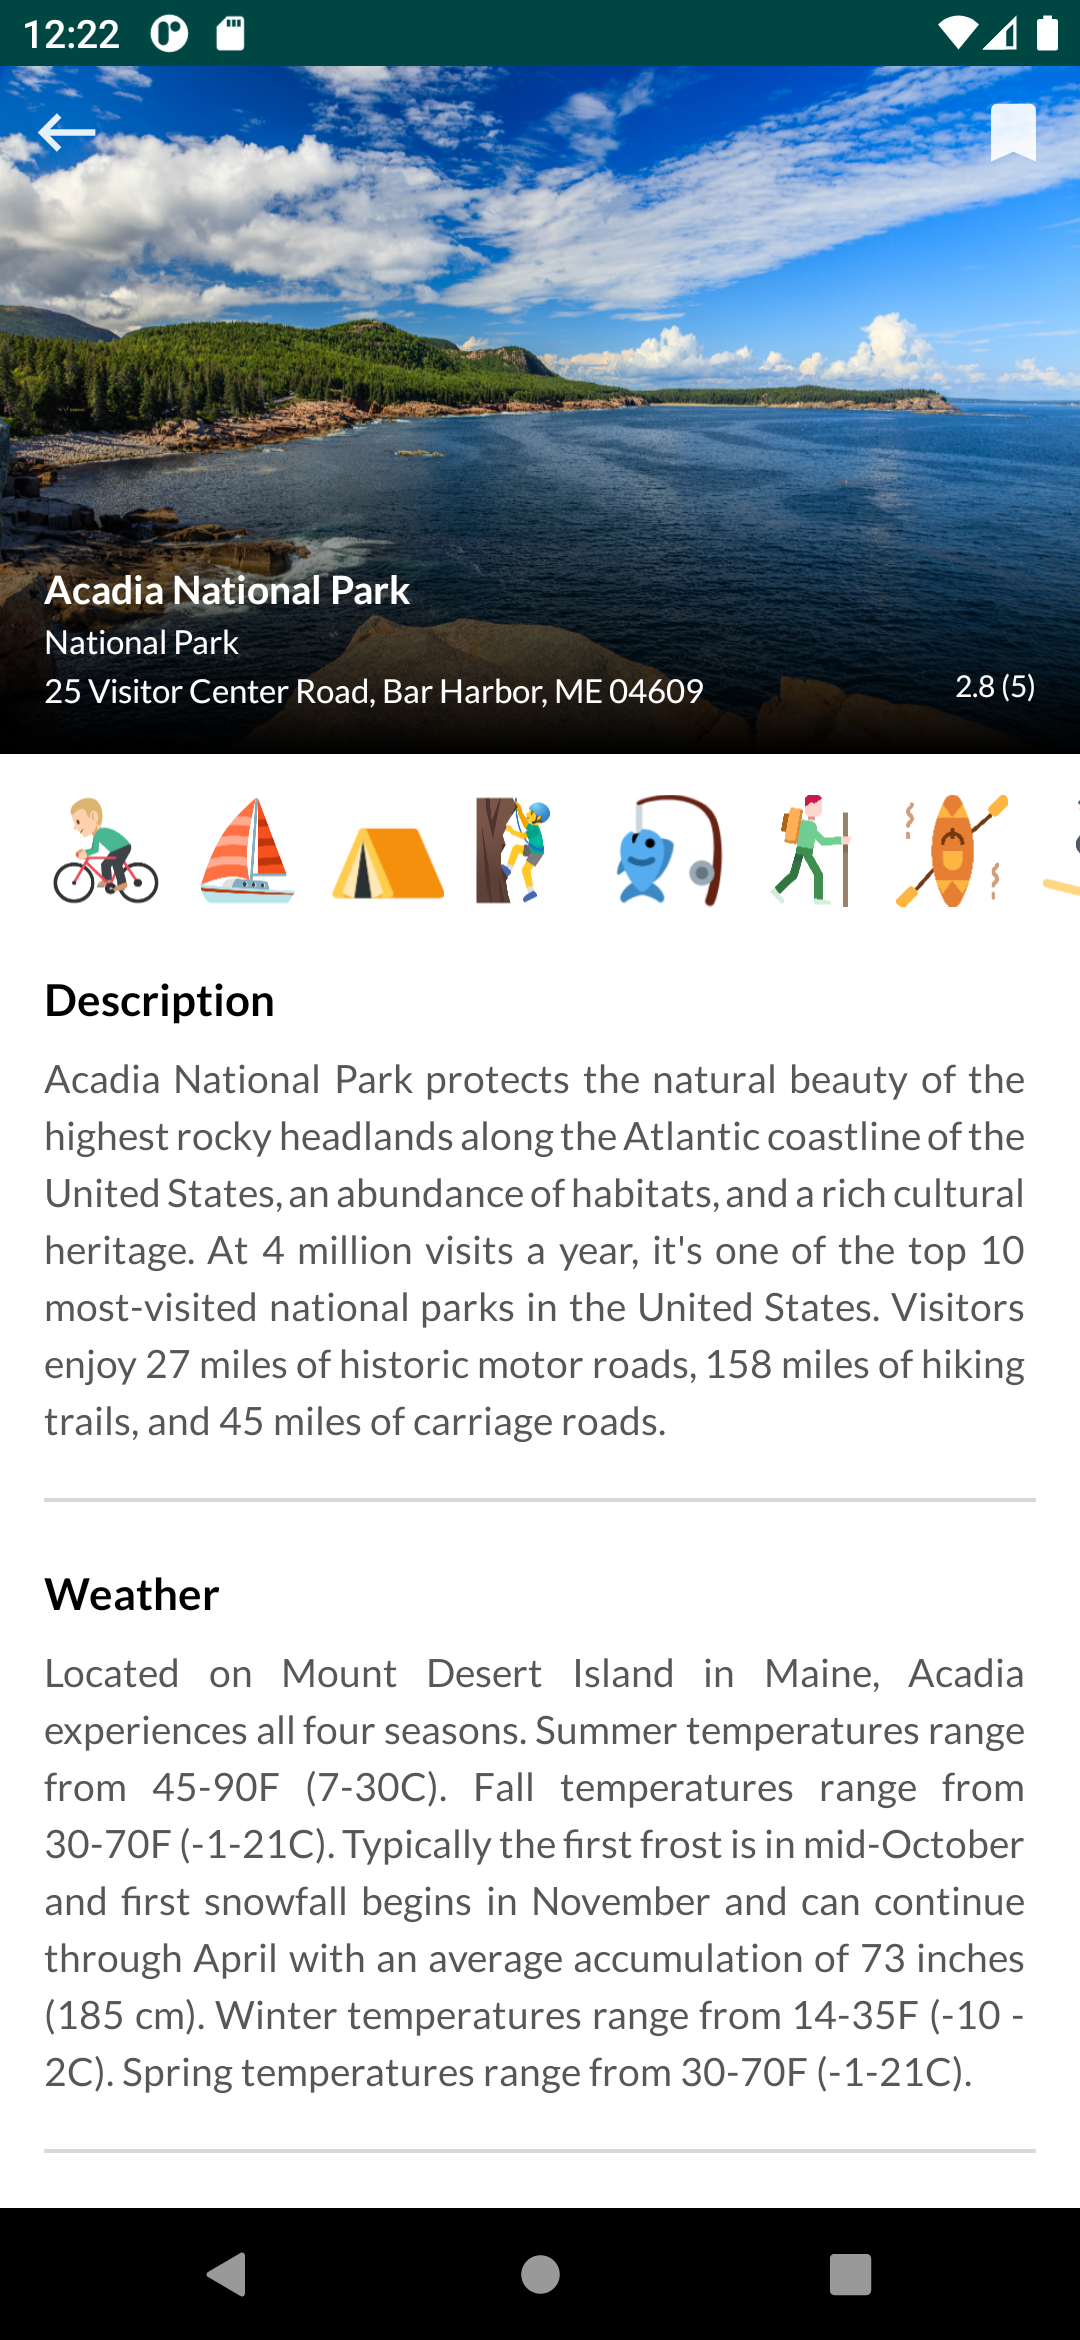 12:22
Acadia National Park
National Park
25 Visitor Center Road, Bar Harbor, ME 04609
2.8 (5)
Description
Acadia National Park protects the natural beauty of the
highest rocky headlands along the Atlantic coastline of the
United States, an abundance of habitats, and a rich cultural
heritage. At 4 million visits a year, it's one of the top 10
most-visited national parks in the United States. Visitors
enjoy 27 miles of historic motor roads, 158 miles of hiking
trails, and 45 miles of carriage roads.
Weather
Located on Mount Desert Island in Maine, Acadia
experiences all four seasons. Summer temperatures range
from 45-90F (7-30C). Fall temperatures range from
30-70F (-1-21C). Typically the first frost is in mid-October
and first snowfall begins in November and can continue
through April with an average accumulation of 73 inches
(185 cm). Winter temperatures range from 14-35F (-10 -
2C). Spring temperatures range from 30-70F (-1-21C).